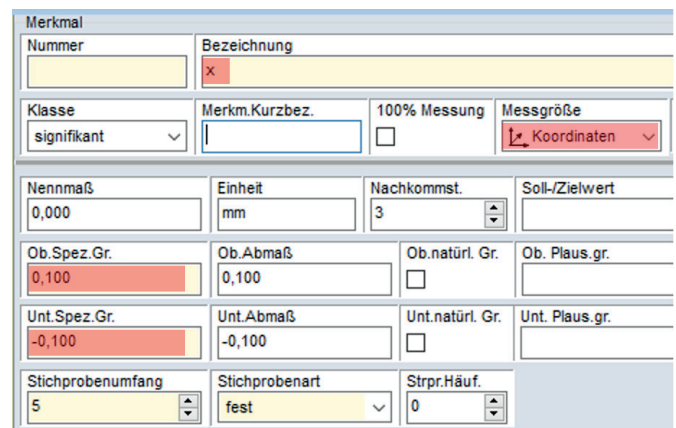 Merkmal
Nummer Bezeichnung
x
Klasse Merkm.Kurzbez. 100% Messung Messgröße
signifikant Koordinaten
Nennmaß Einheit Nachkommst. Soll-/Zielwert
0,000 mm 3
Ob.Spez.Gr. Ob.Abmaß Ob.natürl. Gr. Ob. Plaus.gr.
0,100 0,100
Unt.Spez.Gr. Unt.Abmaß Unt.natürl. Gr. Unt. Plaus.gr.
-0,100 -0,100
Stichprobenumfang Stichprobenart Strpr.Häuf.
5 fest 0